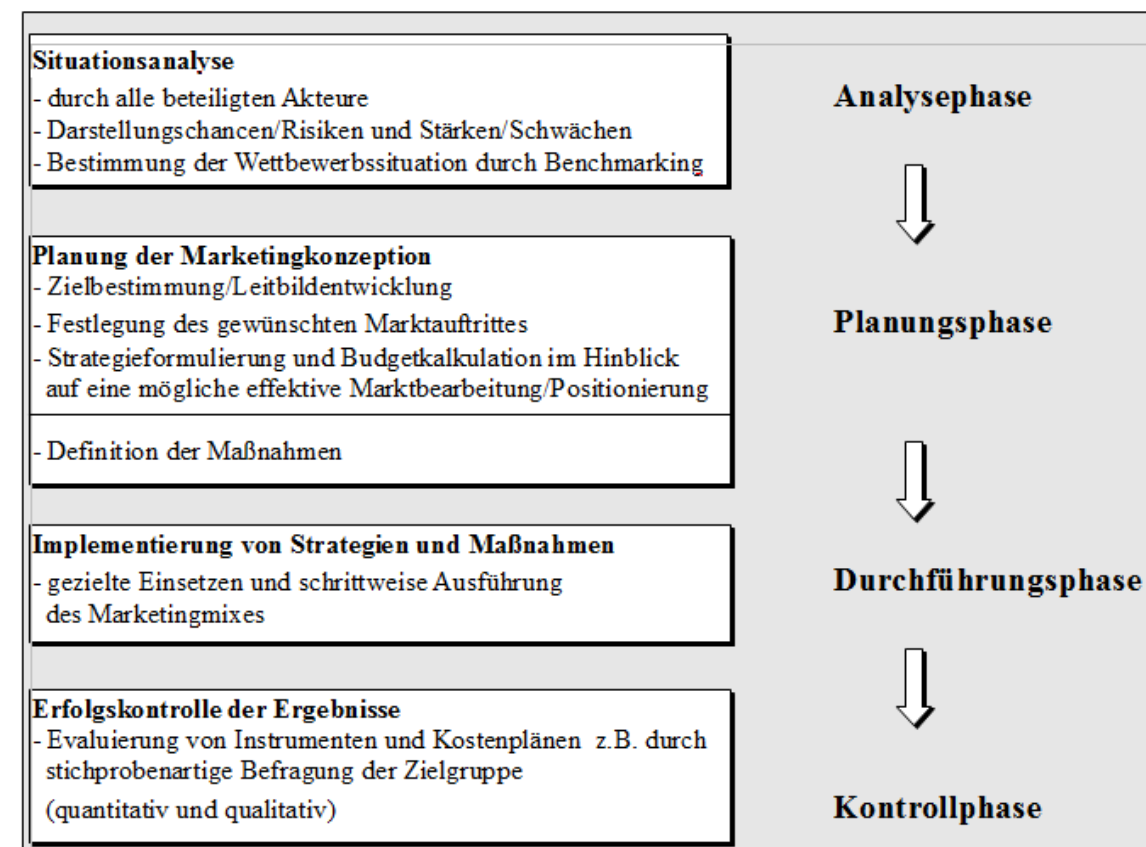 Situationsanalyse
- durch alle beteiligten Akteure
- Darstellungschancen/Risiken und Stärken/Schwächen
- Bestimmung der Wettbewerbssituation durch Benchmarking
Analysephase
Planung der Marketingkonzeption
- Zielbestimmung/Leitbildentwicklung
- Festlegung des gewünschten Marktauftrittes
- Strategieformulierung und Budgetkalkulation im Hinblick
auf eine mögliche effektive Marktbearbeitung/Positionierung
- Definition der Maßnahmen
Planungsphase
Implementierung von Strategien und Maßnahmen
- gezielte Einsetzen und schrittweise Ausführung
des Marketingmixes
Durchführungsphase
Erfolgskontrolle der Ergebnisse
- Evaluierung von Instrumenten und Kostenplänen z.B. durch
stichprobenartige Befragung der Zielgruppe
(quantitativ und qualitativ)
Kontrollphase